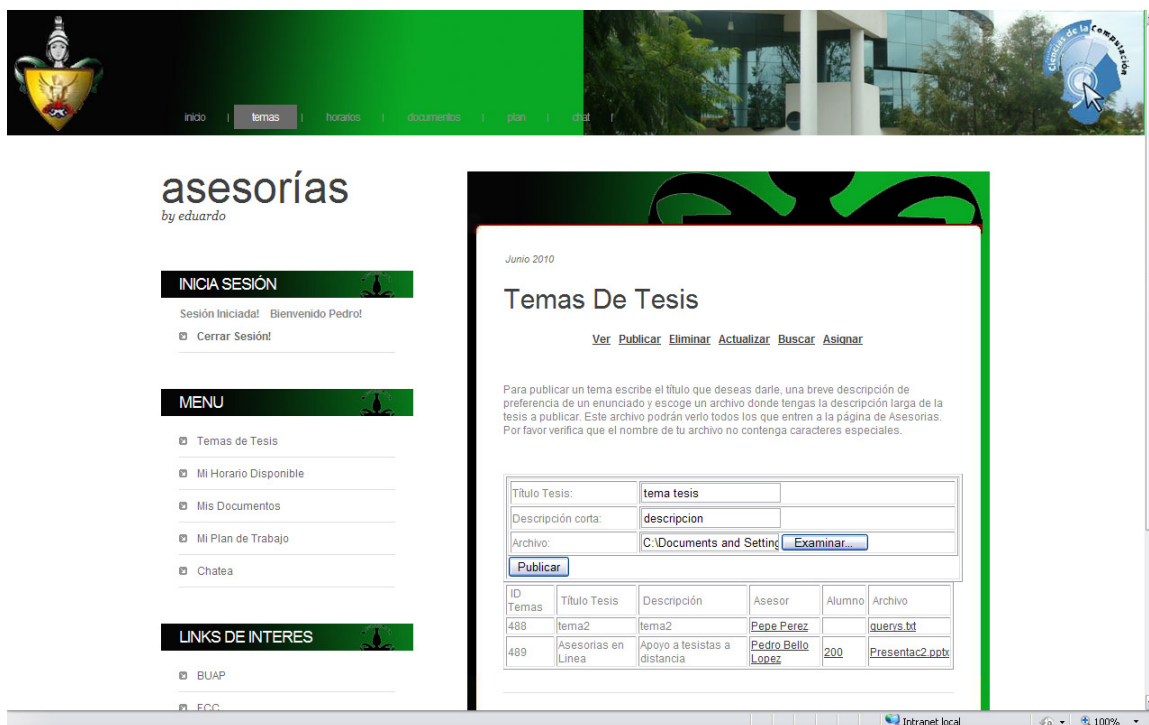 Ciencias de la Computación
inicio | temas | horarios | documentos | plan | chat |
asesorías
by eduardo
INICIA SESIÓN
Sesión Iniciada! Bienvenido Pedro!
Cerrar Sesión!
MENU
Temas de Tesis
Mi Horario Disponible
Mis Documentos
Mi Plan de Trabajo
Chatea
LINKS DE INTERES
BUAP
FCC
Junio 2010
Temas De Tesis
Ver Publicar Eliminar Actualizar Buscar Asignar
Para publicar un tema escribe el título que deseas darle, una breve descripción de
preferencia de un enunciado y escoge un archivo donde tengas la descripción larga de la
tesis a publicar. Este archivo podrán verlo todos los que entren a la página de Asesorias.
Por favor verifica que el nombre de tu archivo no contenga caracteres especiales.
Título Tesis: tema tesis
Descripción corta: descripcion
Archivo: C:\Documents and Setting Examinar...
Publicar
ID Temas Título Tesis Descripción Asesor Alumno Archivo
488 tema2 tema2 Pepe Perez querys.txt
489 Asesorias en Linea Apoyo a tesistas a distancia Pedro Bello Lopez 200 Presentac2.pptx
Intranet local 100%